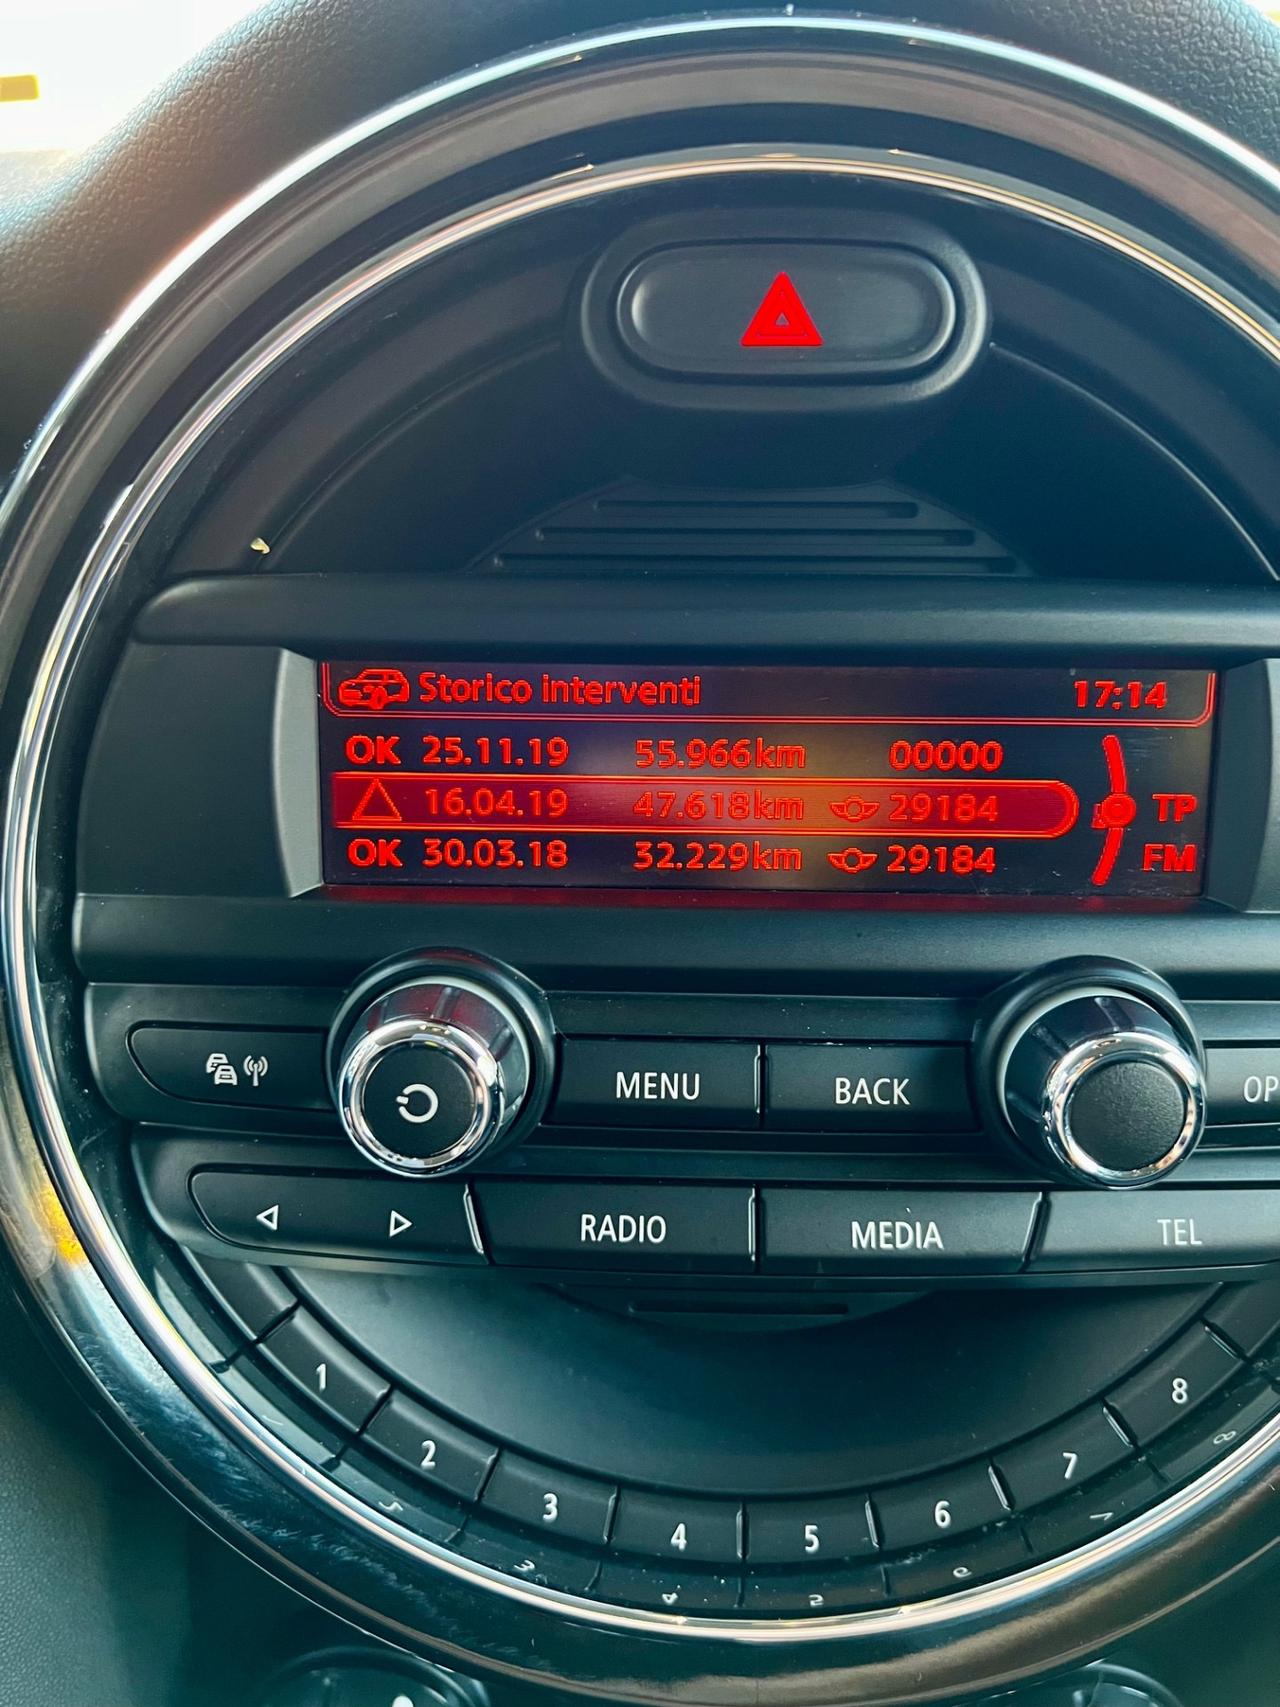 Storico interventi 17:14
OK 25.11.19 55.966km 00000
16.04.19 47.618km 29184 TP
OK 30.03.18 32.229km 29184 FM
MENU BACK OP
RADIO MEDIA TEL
1 2 3 4 5 6 7 8